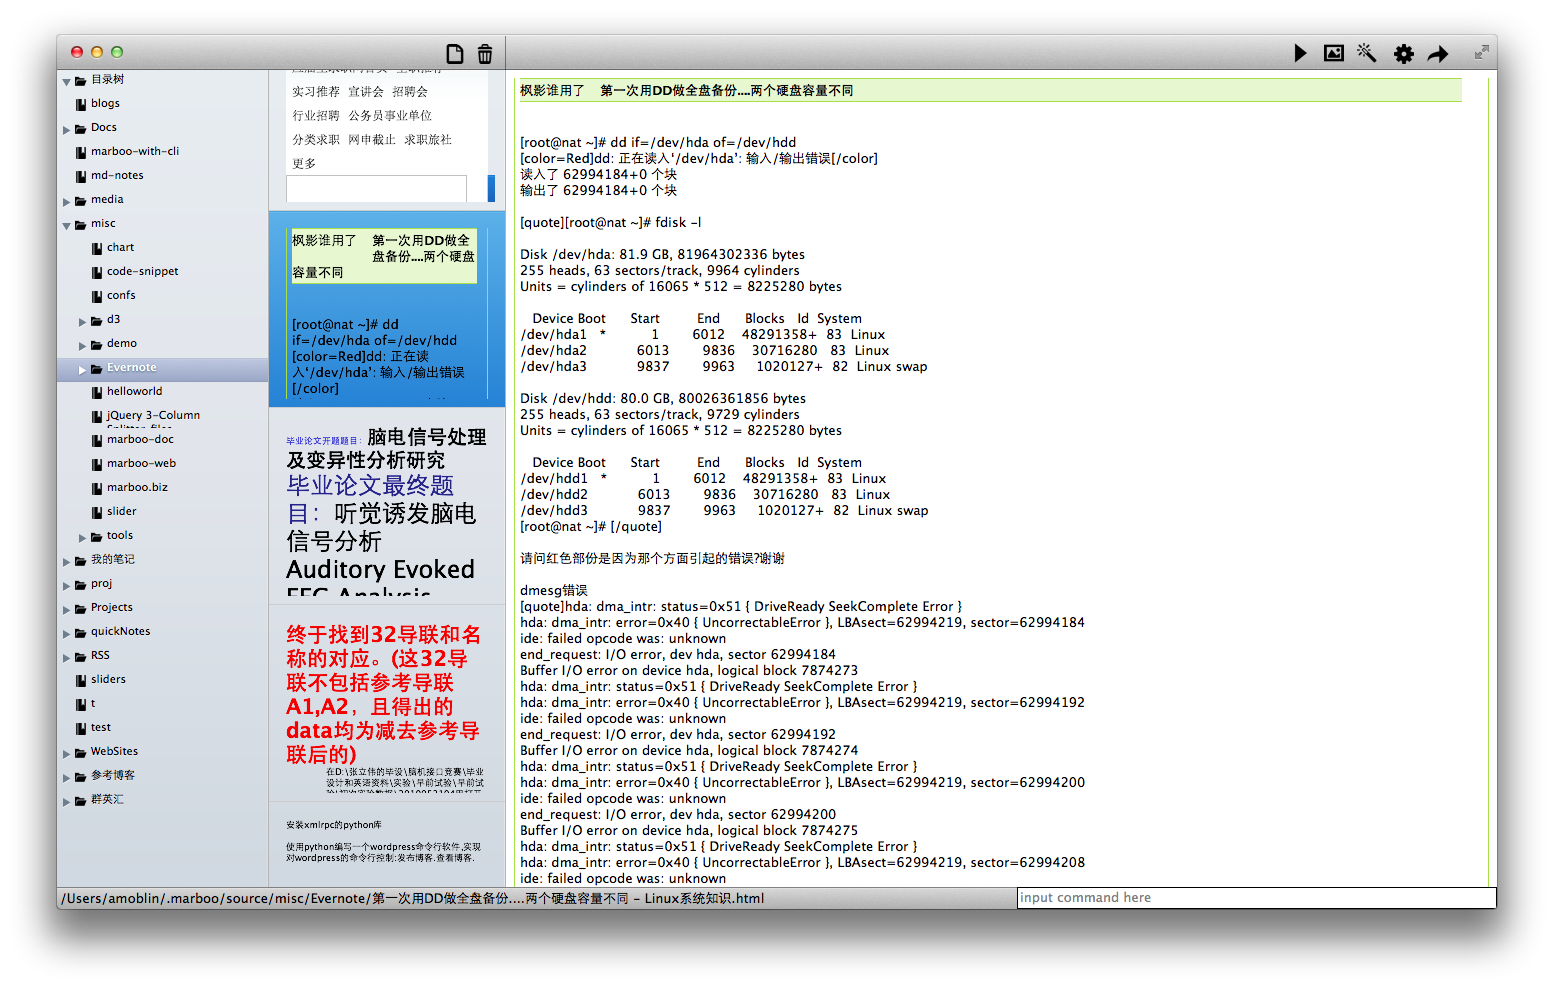 目录树
blogs
Docs
marboo-with-cli
md-notes
media
misc
chart
code-snippet
confs
d3
demo
Evernote
helloworld
jQuery 3-Column
marboo-doc
marboo-web
marboo.biz
slider
tools
我的笔记
proj
Projects
quickNotes
RSS
sliders
t
test
WebSites
参考博客
群英汇
实习推荐 宣讲会 招聘会
行业招聘 公务员事业单位
分类求职 网申截止 求职旅社
更多
枫影谁用了 第一次用DD做全
盘备份....两个硬盘
容量不同
[root@nat ~]# dd
if=/dev/hda of=/dev/hdd
[color=Red]dd: 正在读
入‘/dev/hda’: 输入/输出错误
[/color]
毕业论文开题题目: 脑电信号处理
及变异性分析研究
毕业论文最终题
目: 听觉诱发脑电
信号分析
Auditory Evoked
EEG Analysis
终于找到32导联和名
称的对应。(这32导
联不包括参考导联
A1,A2，且得出的
data均为减去参考导
联后的)
在D:\张立伟的毕设\脑机接口竞赛\毕业
设计和英语资料\实验\早前试验\早前试
安装xmlrpc的python库
使用python编写一个wordpress命令行软件,实现
对wordpress的命令行控制:发布博客.查看博客.
枫影谁用了 第一次用DD做全盘备份....两个硬盘容量不同
[root@nat ~]# dd if=/dev/hda of=/dev/hdd
[color=Red]dd: 正在读入‘/dev/hda’: 输入/输出错误[/color]
读入了 62994184+0 个块
输出了 62994184+0 个块
[quote][root@nat ~]# fdisk -l
Disk /dev/hda: 81.9 GB, 81964302336 bytes
255 heads, 63 sectors/track, 9964 cylinders
Units = cylinders of 16065 * 512 = 8225280 bytes
Device Boot Start End Blocks Id System
/dev/hda1 * 1 6012 48291358+ 83 Linux
/dev/hda2 6013 9836 30716280 83 Linux
/dev/hda3 9837 9963 1020127+ 82 Linux swap
Disk /dev/hdd: 80.0 GB, 80026361856 bytes
255 heads, 63 sectors/track, 9729 cylinders
Units = cylinders of 16065 * 512 = 8225280 bytes
Device Boot Start End Blocks Id System
/dev/hdd1 * 1 6012 48291358+ 83 Linux
/dev/hdd2 6013 9836 30716280 83 Linux
/dev/hdd3 9837 9963 1020127+ 82 Linux swap
[root@nat ~]# [/quote]
请问红色部份是因为那个方面引起的错误?谢谢
dmesg错误
[quote]hda: dma_intr: status=0x51 { DriveReady SeekComplete Error }
hda: dma_intr: error=0x40 { UncorrectableError }, LBAsect=62994219, sector=62994184
ide: failed opcode was: unknown
end_request: I/O error, dev hda, sector 62994184
Buffer I/O error on device hda, logical block 7874273
hda: dma_intr: status=0x51 { DriveReady SeekComplete Error }
hda: dma_intr: error=0x40 { UncorrectableError }, LBAsect=62994219, sector=62994192
ide: failed opcode was: unknown
end_request: I/O error, dev hda, sector 62994192
Buffer I/O error on device hda, logical block 7874274
hda: dma_intr: status=0x51 { DriveReady SeekComplete Error }
hda: dma_intr: error=0x40 { UncorrectableError }, LBAsect=62994219, sector=62994200
ide: failed opcode was: unknown
end_request: I/O error, dev hda, sector 62994200
Buffer I/O error on device hda, logical block 7874275
hda: dma_intr: status=0x51 { DriveReady SeekComplete Error }
hda: dma_intr: error=0x40 { UncorrectableError }, LBAsect=62994219, sector=62994208
ide: failed opcode was: unknown
/Users/amoblin/.marboo/source/misc/Evernote/第一次用DD做全盘备份....两个硬盘容量不同 - Linux系统知识.html
input command here